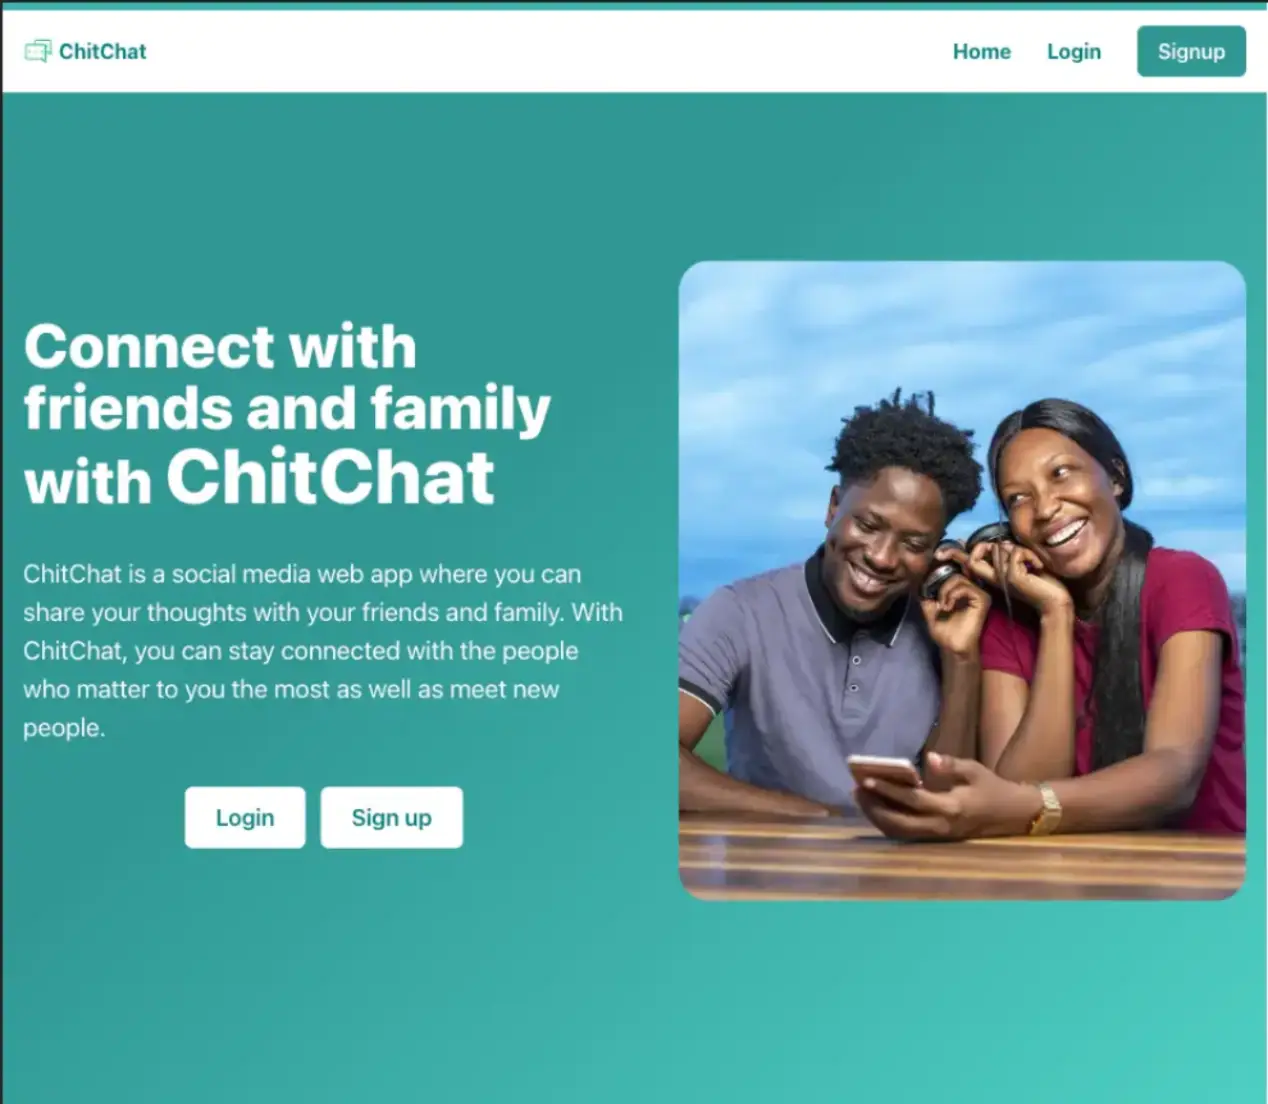 ChitChat
Home Login Signup
Connect with
friends and family
with ChitChat
ChitChat is a social media web app where you can
share your thoughts with your friends and family. With
ChitChat, you can stay connected with the people
who matter to you the most as well as meet new
people.
Login Sign up